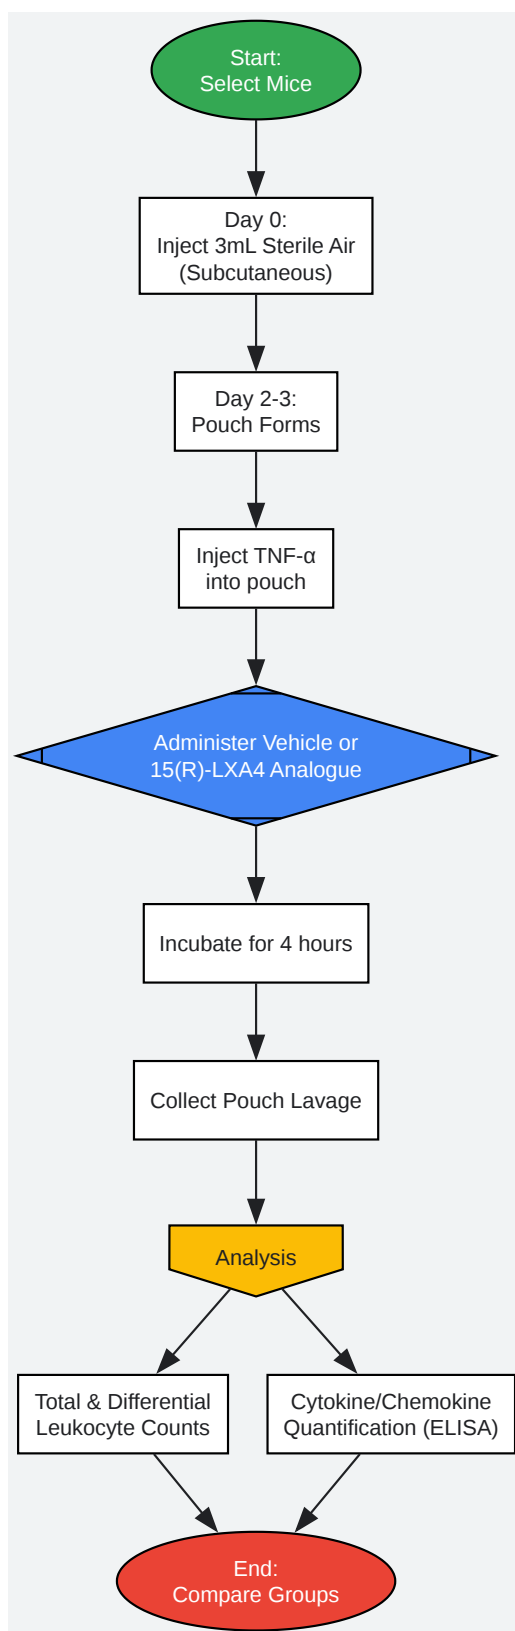 Start:
Select Mice
Day 0:
Inject 3mL Sterile Air
(Subcutaneous)
Day 2-3:
Pouch Forms
Inject TNF-α
into pouch
Administer Vehicle or
15(R)-LXA4 Analogue
Incubate for 4 hours
Collect Pouch Lavage
Analysis
Total & Differential
Leukocyte Counts
Cytokine/Chemokine
Quantification (ELISA)
End:
Compare Groups